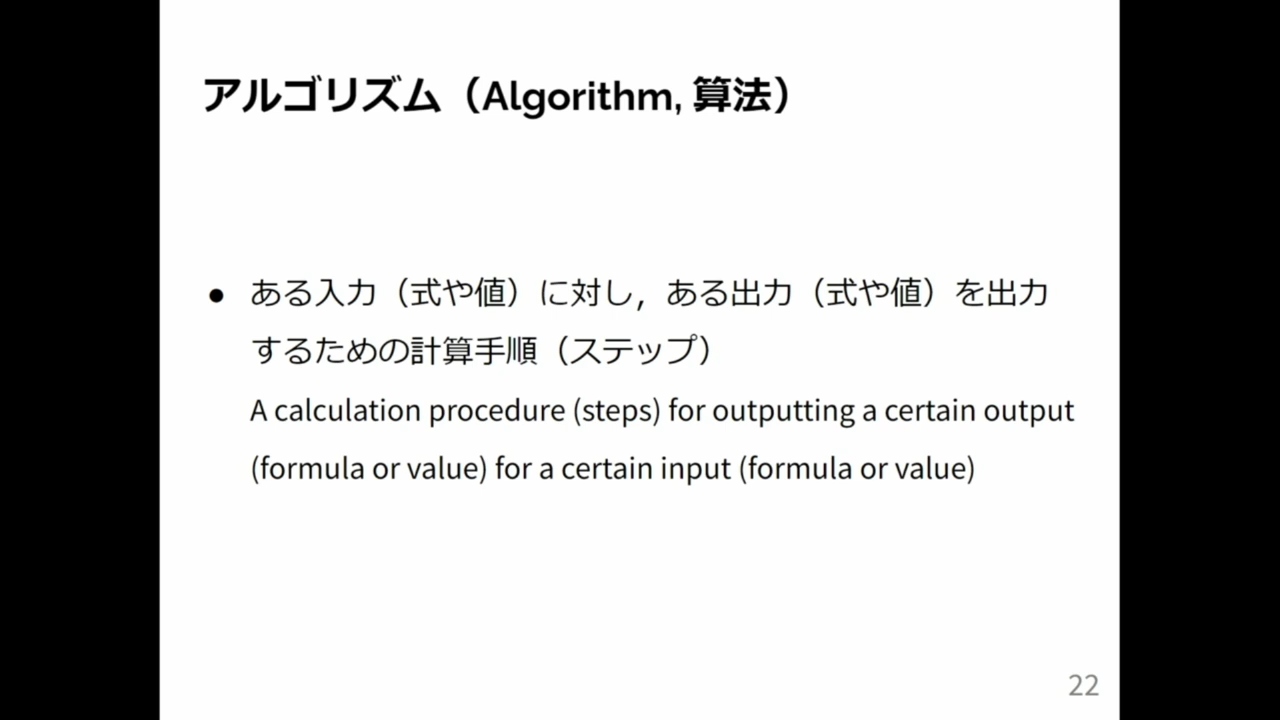 アルゴリズム（Algorithm, 算法）
● ある入力（式や値）に対し，ある出力（式や値）を出力
するための計算手順（ステップ）
A calculation procedure (steps) for outputting a certain output
(formula or value) for a certain input (formula or value)
22